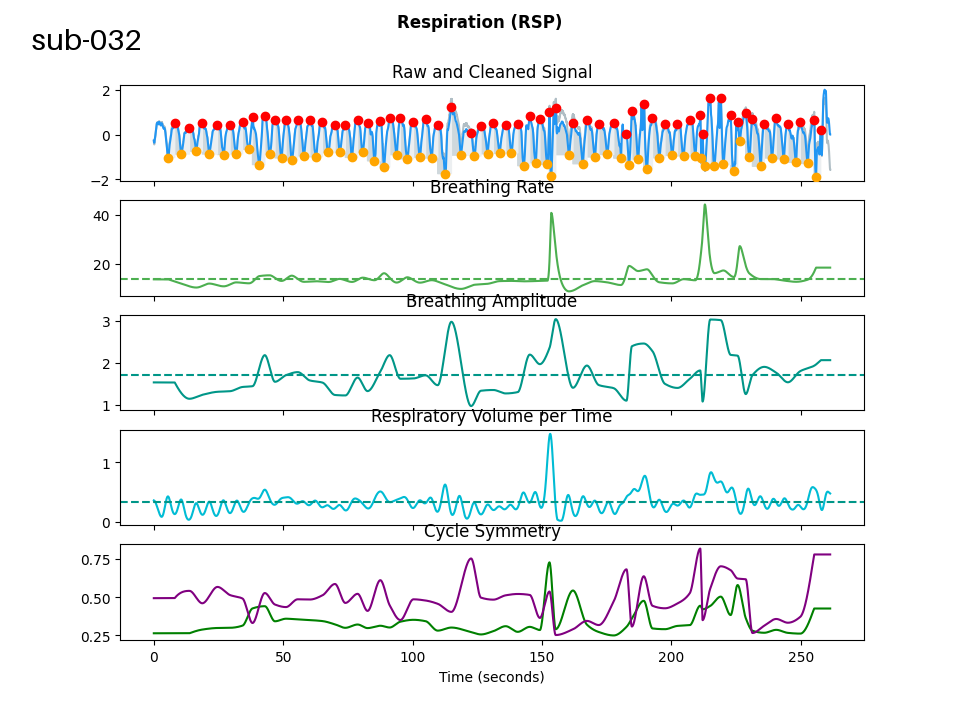 Respiration (RSP)
sub-032
Raw and Cleaned Signal
2
0
−2
Breathing Rate
40
20
Breathing Amplitude
3
2
1
Respiratory Volume per Time
1
0
Cycle Symmetry
0.75
0.50
0.25
0 50 100 150 200 250
Time (seconds)